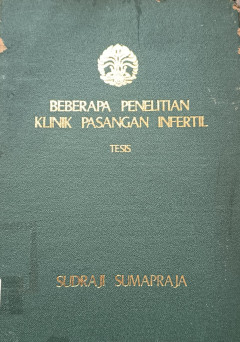 BEBERAPA PENELITIAN
KLINIK PASANGAN INFERTIL
TESIS
SUDRAJI SUMAPRAJA